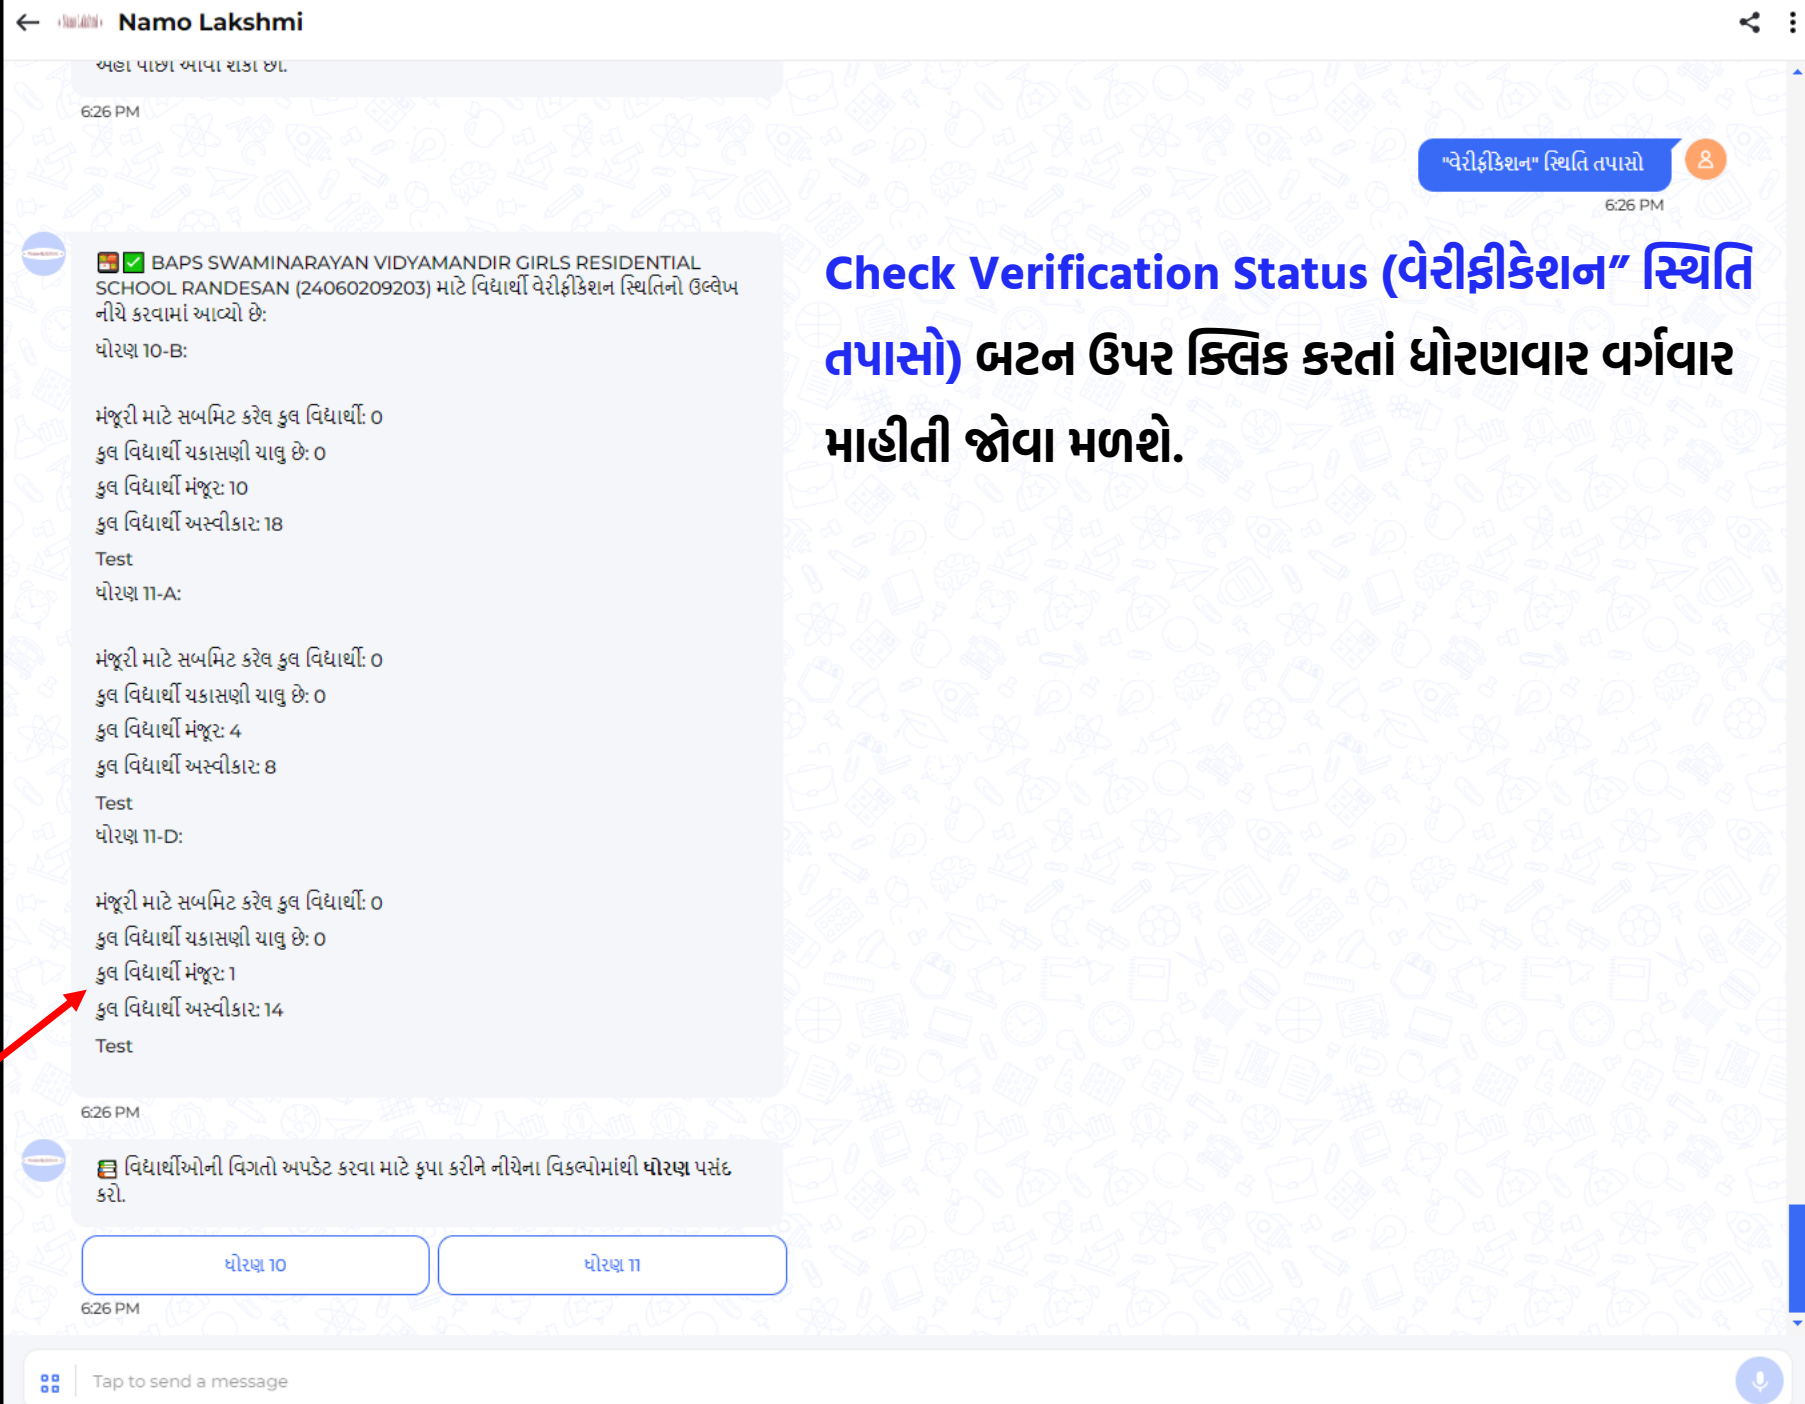 Namo Lakshmi
અહીં પાછા આવી શકો છો.
6:26 PM
"વેરીફીકેશન" સ્થિતિ તપાસો
6:26 PM
BAPS SWAMINARAYAN VIDYAMANDIR GIRLS RESIDENTIAL
SCHOOL RANDESAN (24060209203) માટે વિદ્યાર્થી વેરીફીકેશન સ્થિતિનો ઉલ્લેખ
નીચે કરવામાં આવ્યો છે:
ધોરણ 10-B:
મંજૂરી માટે સબમિટ કરેલ કુલ વિદ્યાર્થી: 0
કુલ વિદ્યાર્થી ચકાસણી ચાલુ છે: 0
કુલ વિદ્યાર્થી મંજૂર: 10
કુલ વિદ્યાર્થી અસ્વીકાર: 18
Test
ધોરણ 11-A:
મંજૂરી માટે સબમિટ કરેલ કુલ વિદ્યાર્થી: 0
કુલ વિદ્યાર્થી ચકાસણી ચાલુ છે: 0
કુલ વિદ્યાર્થી મંજૂર: 4
કુલ વિદ્યાર્થી અસ્વીકાર: 8
Test
ધોરણ 11-D:
મંજૂરી માટે સબમિટ કરેલ કુલ વિદ્યાર્થી: 0
કુલ વિદ્યાર્થી ચકાસણી ચાલુ છે: 0
કુલ વિદ્યાર્થી મંજૂર: 1
કુલ વિદ્યાર્થી અસ્વીકાર: 14
Test
6:26 PM
Check Verification Status (વેરીફીકેશન" સ્થિતિ
તપાસો) બટન ઉપર ક્લિક કરતાં ધોરણવાર વર્ગવાર
માહીતી જોવા મળશે.
વિદ્યાર્થીઓની વિગતો અપડેટ કરવા માટે કૃપા કરીને નીચેના વિકલ્પોમાંથી ધોરણ પસંદ
કરો.
ધોરણ 10
ધોરણ 11
6:26 PM
Tap to send a message